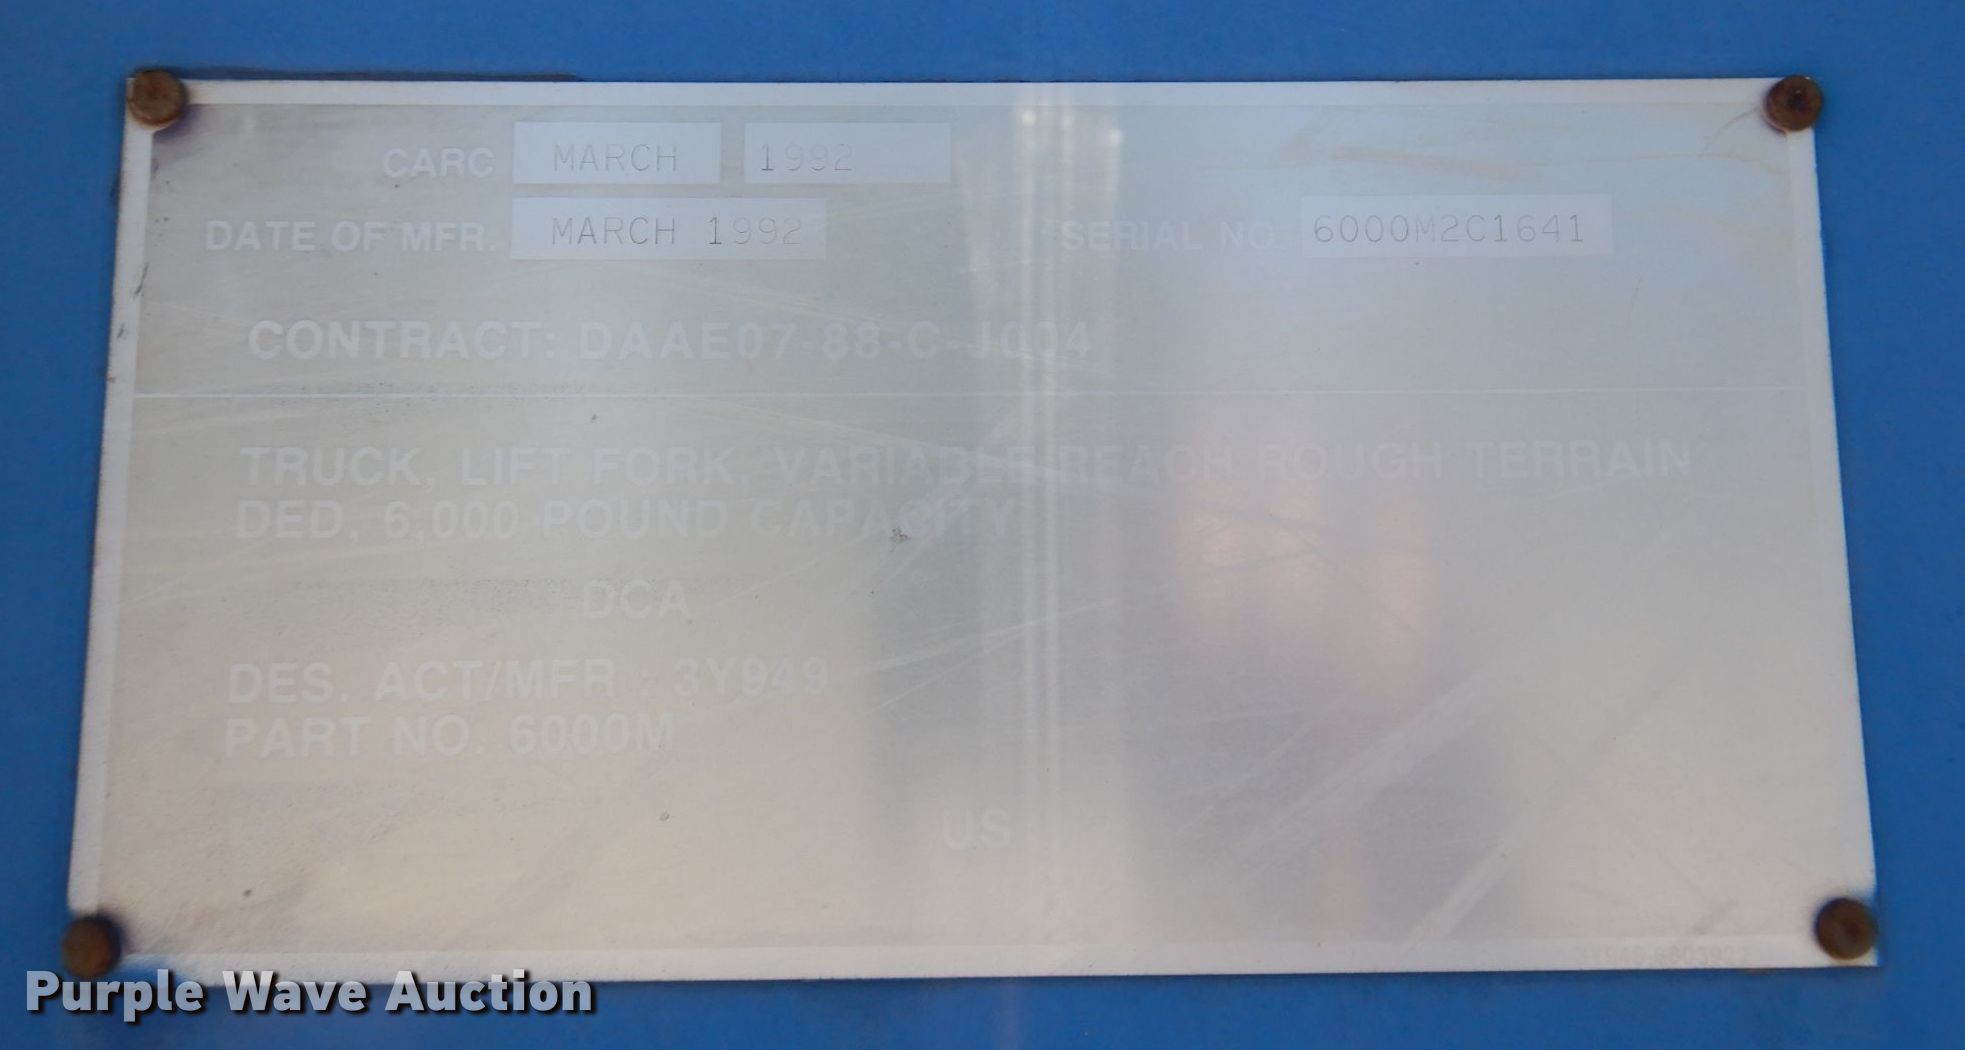 CARC MARCH 1992
DATE OF MFR. MARCH 1992 SERIAL NO. 6000M2C1641
CONTRACT: DAAE07-88-C-J004
TRUCK, LIFT FORK, VARIABLE REACH ROUGH TERRAIN
DED, 6,000 POUND CAPACITY
DCA
DES. ACT/MFR : 3Y949
PART NO. 6000M
US
Purple Wave Auction